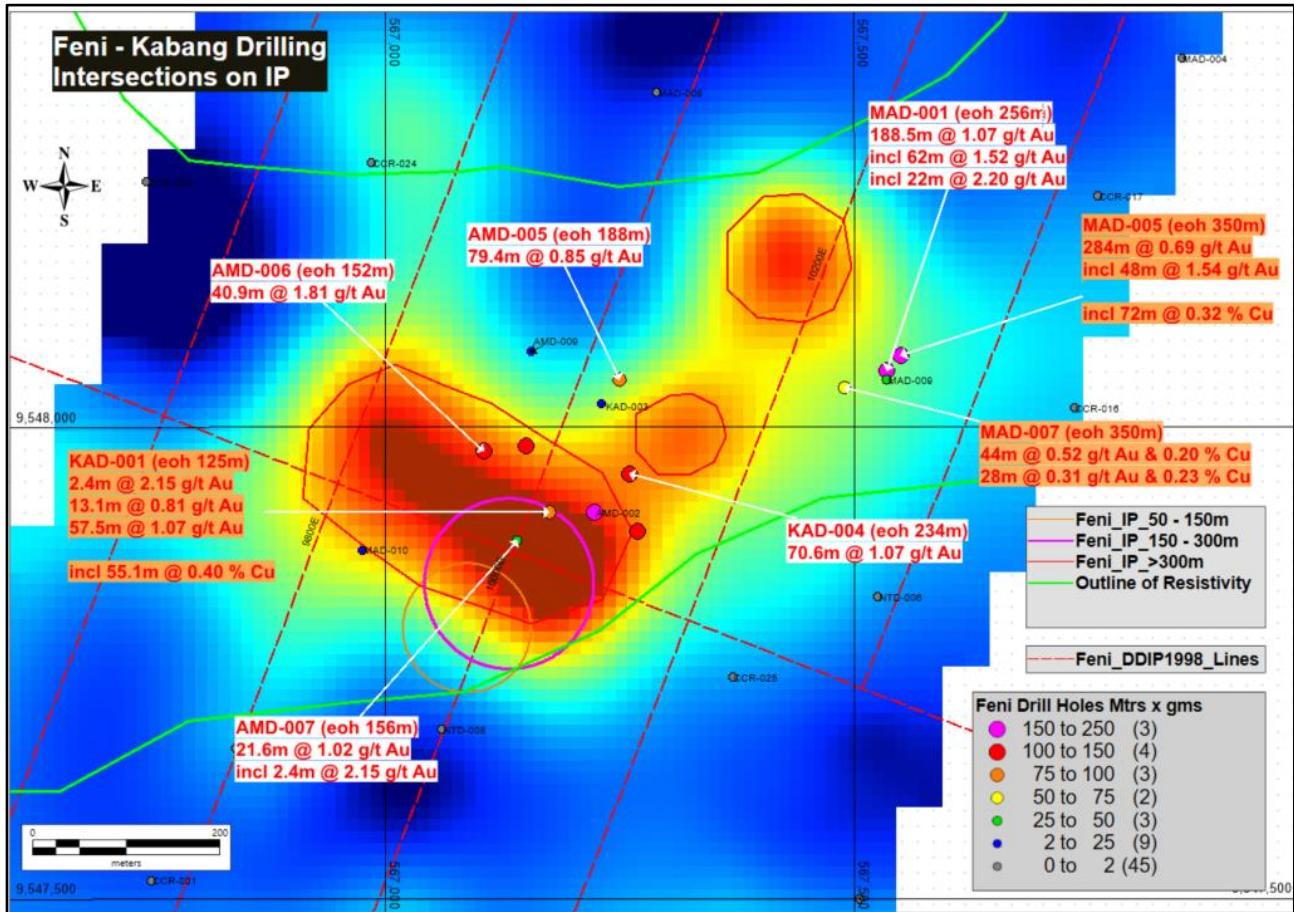 Feni - Kabang Drilling
Intersections on IP
567,000
567,500
MAD-004
MAD-001 (eoh 256m)
188.5m @ 1.07 g/t Au
incl 62m @ 1.52 g/t Au
incl 22m @ 2.20 g/t Au
N
W E
S
CCR-024
CCR-017
MAD-005 (eoh 350m)
284m @ 0.69 g/t Au
incl 48m @ 1.54 g/t Au
incl 72m @ 0.32 % Cu
AMD-005 (eoh 188m)
79.4m @ 0.85 g/t Au
AMD-006 (eoh 152m)
40.9m @ 1.81 g/t Au
10200E
AMD-009
MAD-009
KAD-003
CCR-016
9,548,000
MAD-007 (eoh 350m)
44m @ 0.52 g/t Au & 0.20 % Cu
28m @ 0.31 g/t Au & 0.23 % Cu
KAD-001 (eoh 125m)
2.4m @ 2.15 g/t Au
13.1m @ 0.81 g/t Au
57.5m @ 1.07 g/t Au
incl 55.1m @ 0.40 % Cu
9800E
AMD-002
MAD-010
KAD-004 (eoh 234m)
70.6m @ 1.07 g/t Au
Feni_IP_50 - 150m
Feni_IP_150 - 300m
Feni_IP_>300m
Outline of Resistivity
NTD-006
Feni_DDIP1998_Lines
CCR-025
AMD-007 (eoh 156m)
21.6m @ 1.02 g/t Au
incl 2.4m @ 2.15 g/t Au
NTD-008
Feni Drill Holes Mtrs x gms
150 to 250 (3)
100 to 150 (4)
75 to 100 (3)
50 to 75 (2)
25 to 50 (3)
2 to 25 (9)
0 to 2 (45)
0 200
meters
CCR-001
9,547,500
567,000
567,500